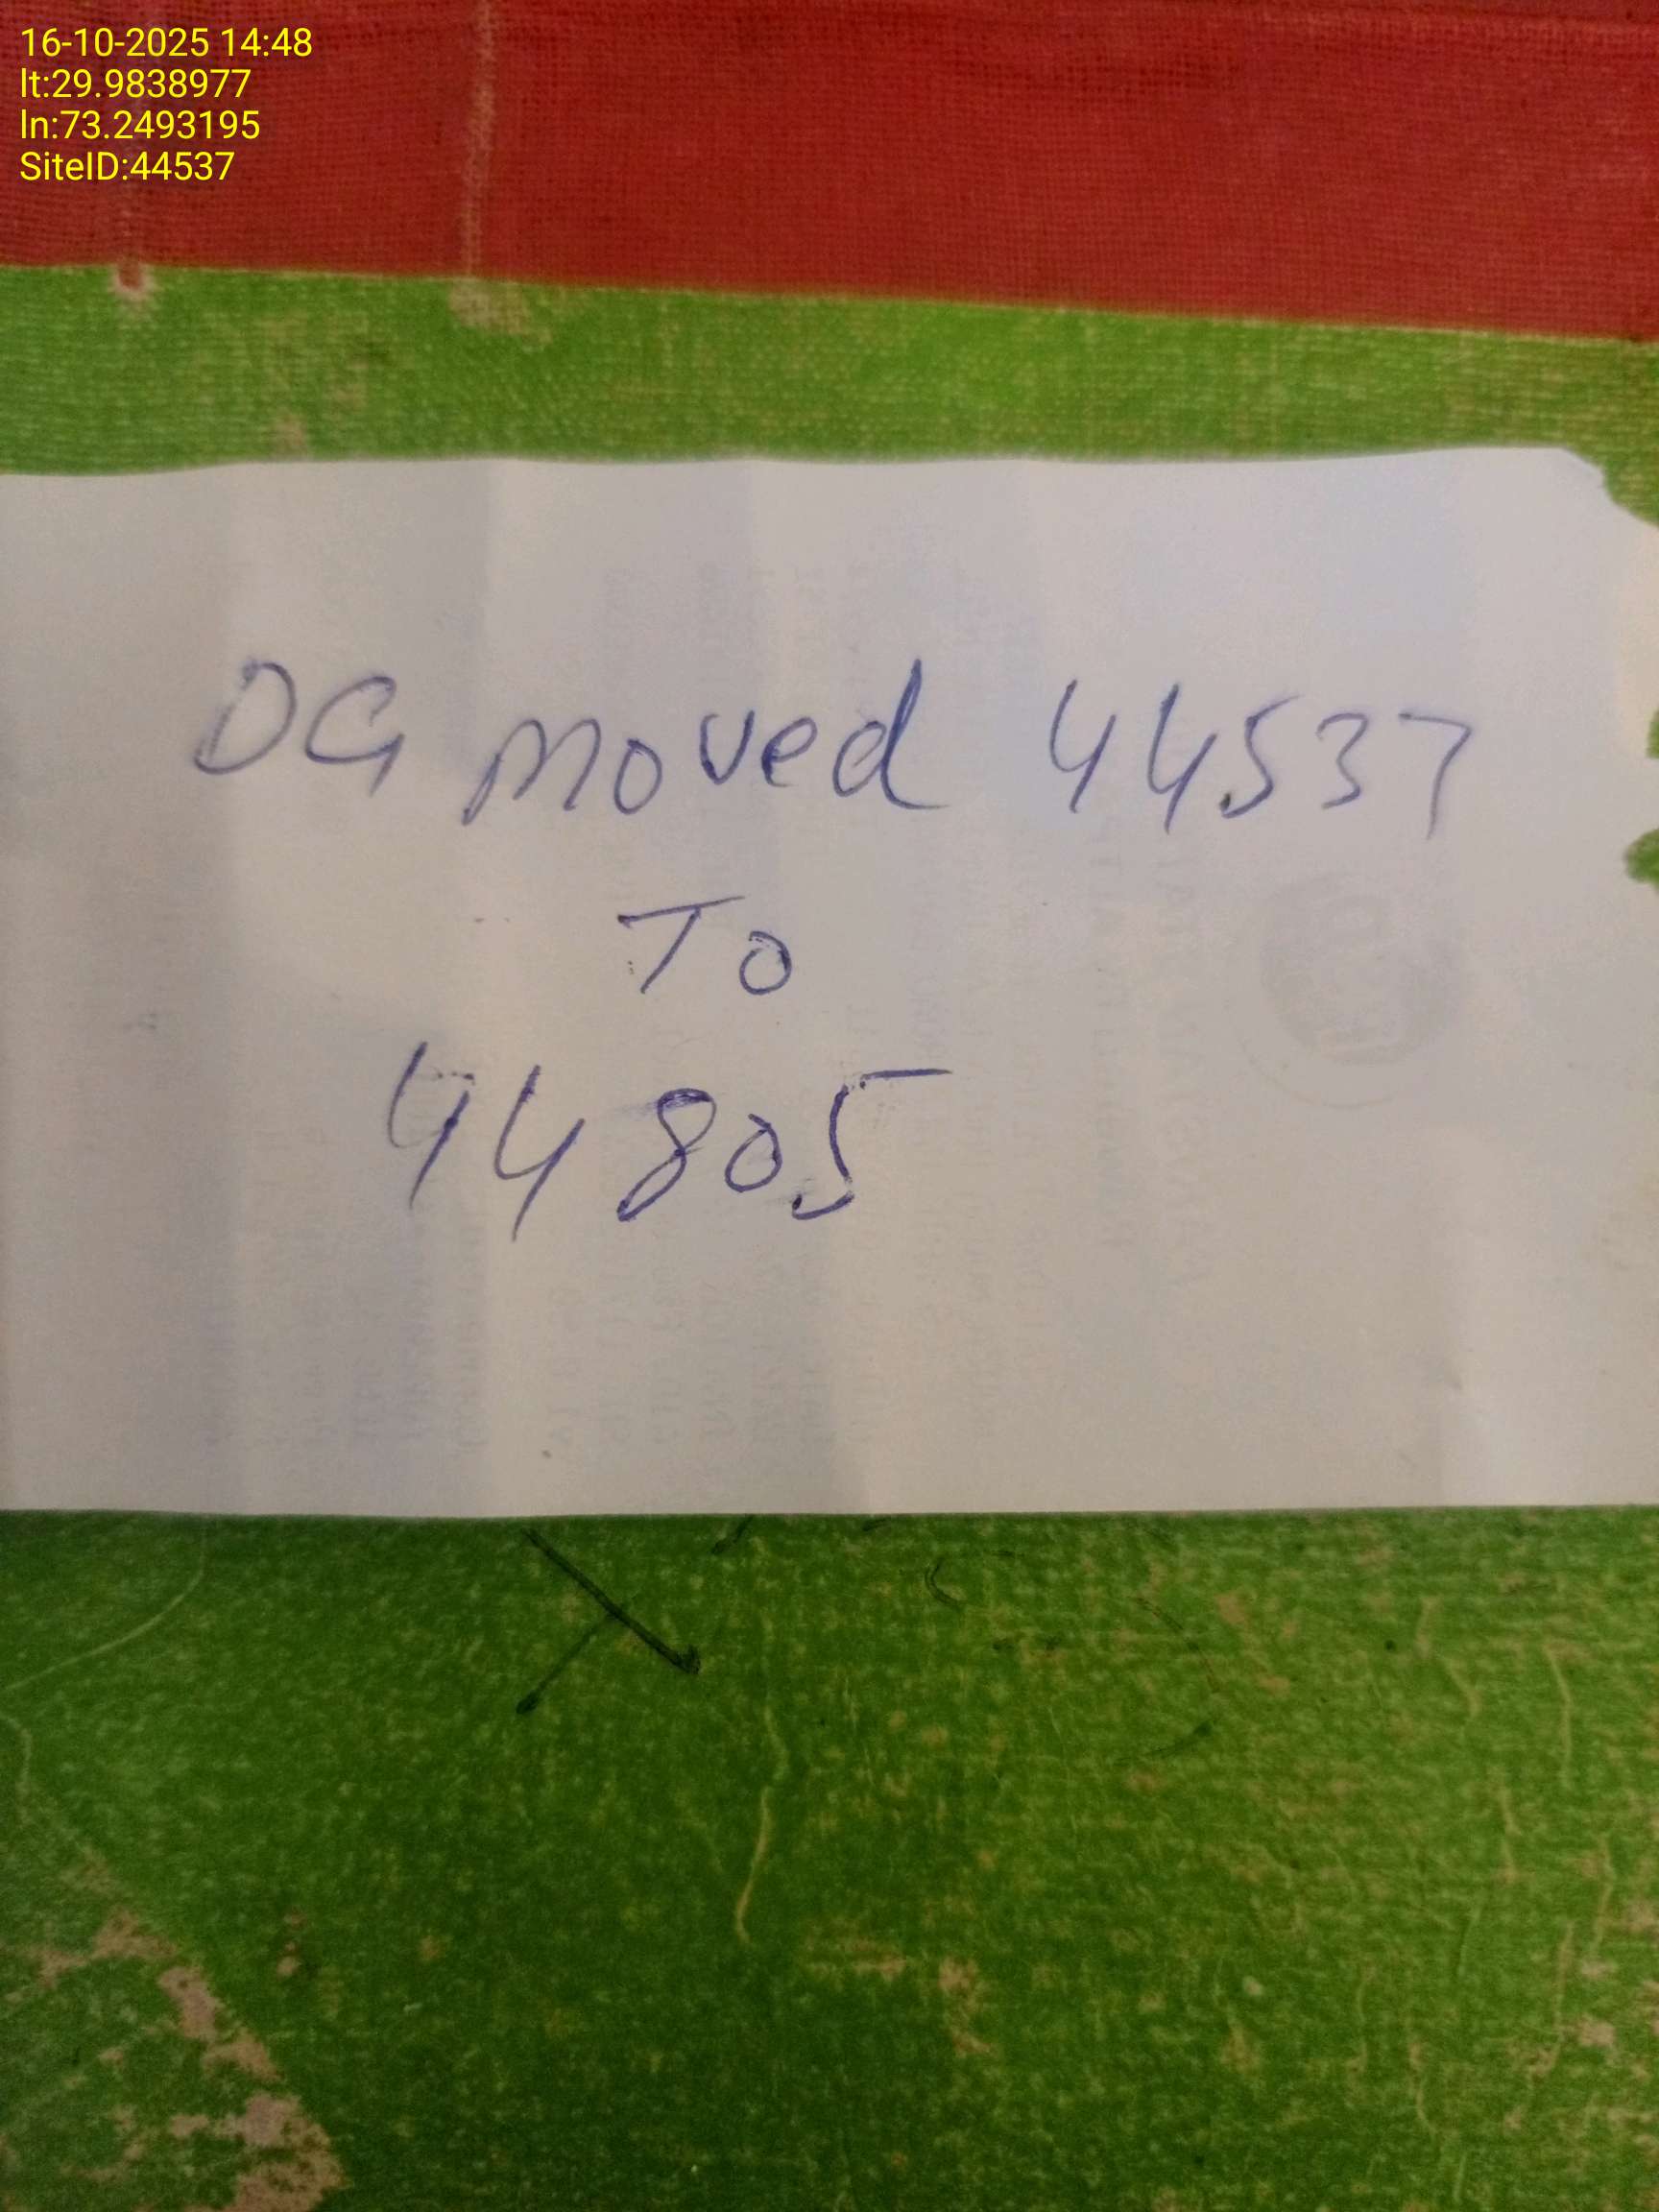 16-10-2025 14:48
lt:29.9838977
ln:73.2493195
SiteID:44537
DG moved 44537
To
44805